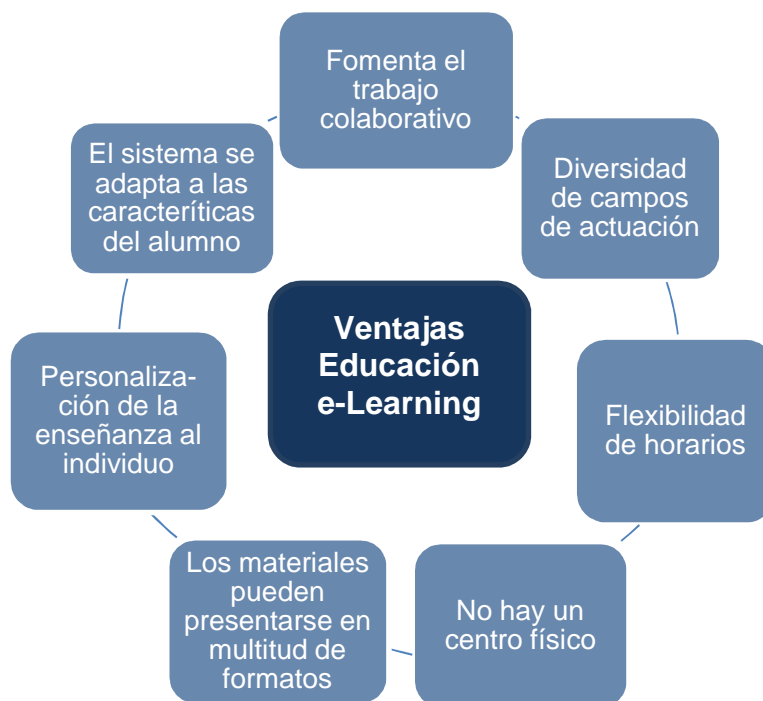 Fomenta el
trabajo
colaborativo
Diversidad
de campos
de actuación
Flexibilidad
de horarios
No hay un
centro físico
Los materiales
pueden
presentarse en
multitud de
formatos
Personaliza-
ción de la
enseñanza al
individuo
El sistema se
adapta a las
caracteríticas
del alumno
Ventajas
Educación
e-Learning